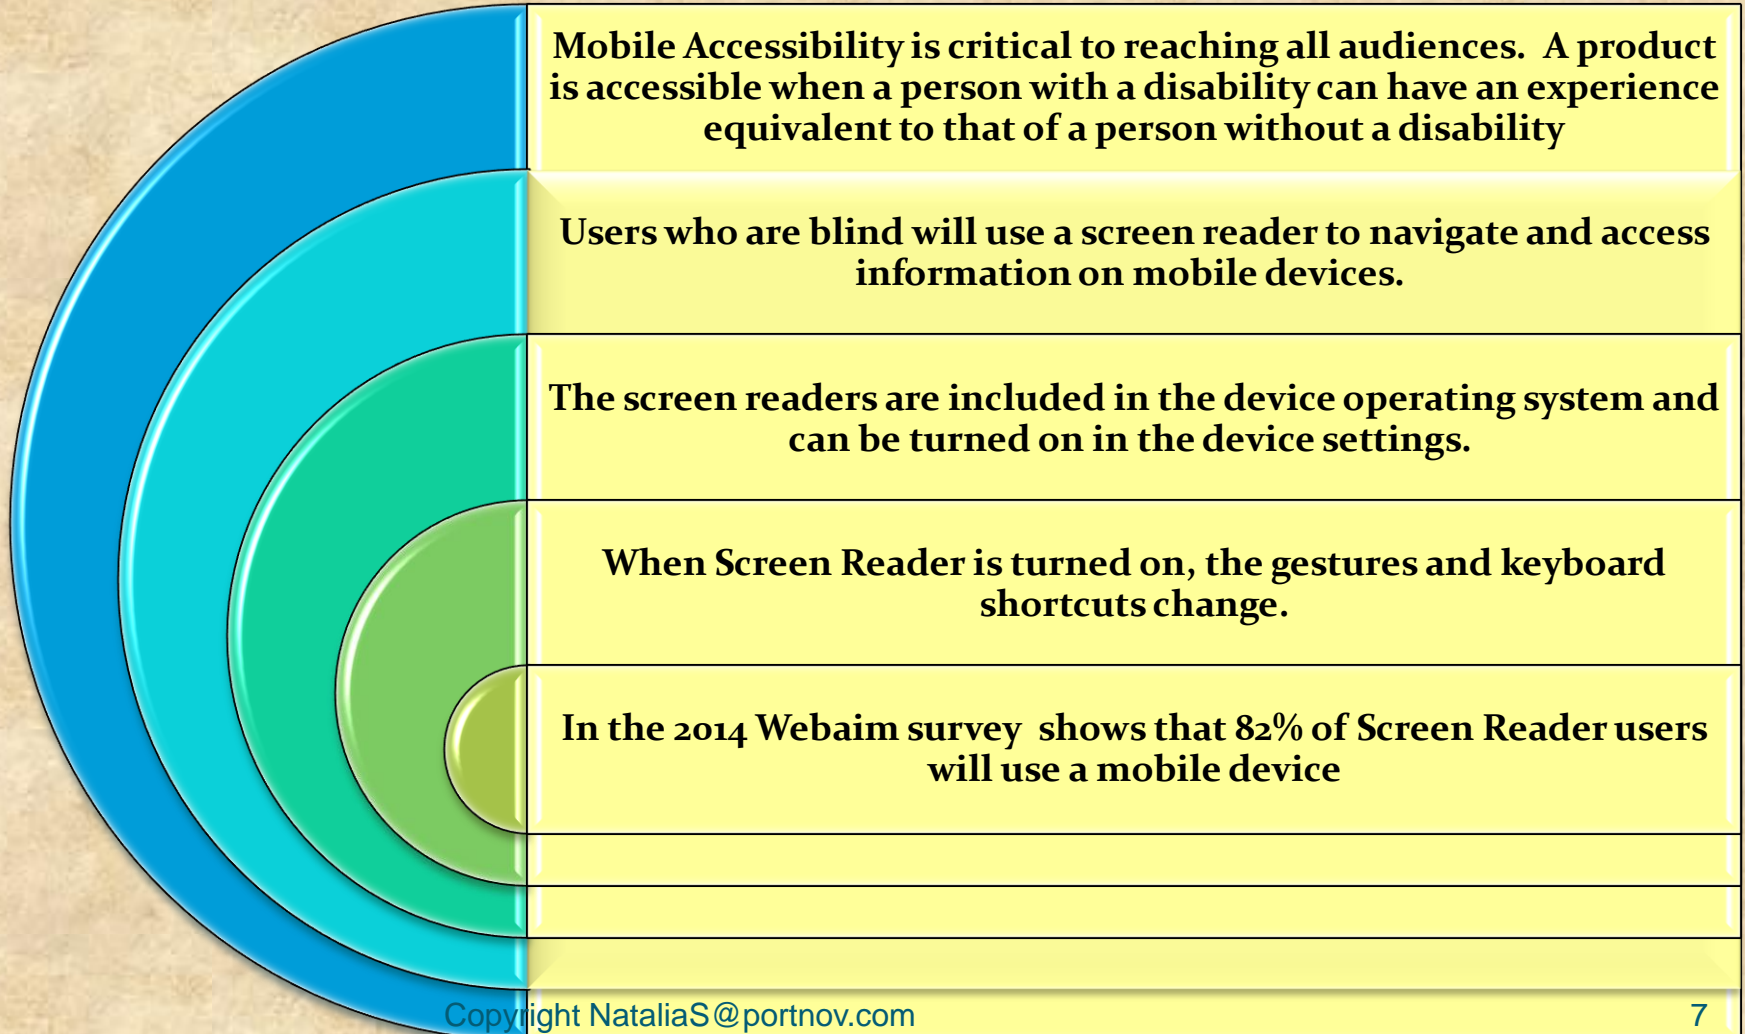 Mobile Accessibility is critical to reaching all audiences.  A product
is accessible when a person with a disability can have an experience
equivalent to that of a person without a disability
Users who are blind will use a screen reader to navigate and access
information on mobile devices.
The screen readers are included in the device operating system and
can be turned on in the device settings.
When Screen Reader is turned on, the gestures and keyboard
shortcuts change.
In the 2014 Webaim survey  shows that 82% of Screen Reader users
will use a mobile device
Copyright NataliaS@portnov.com
7